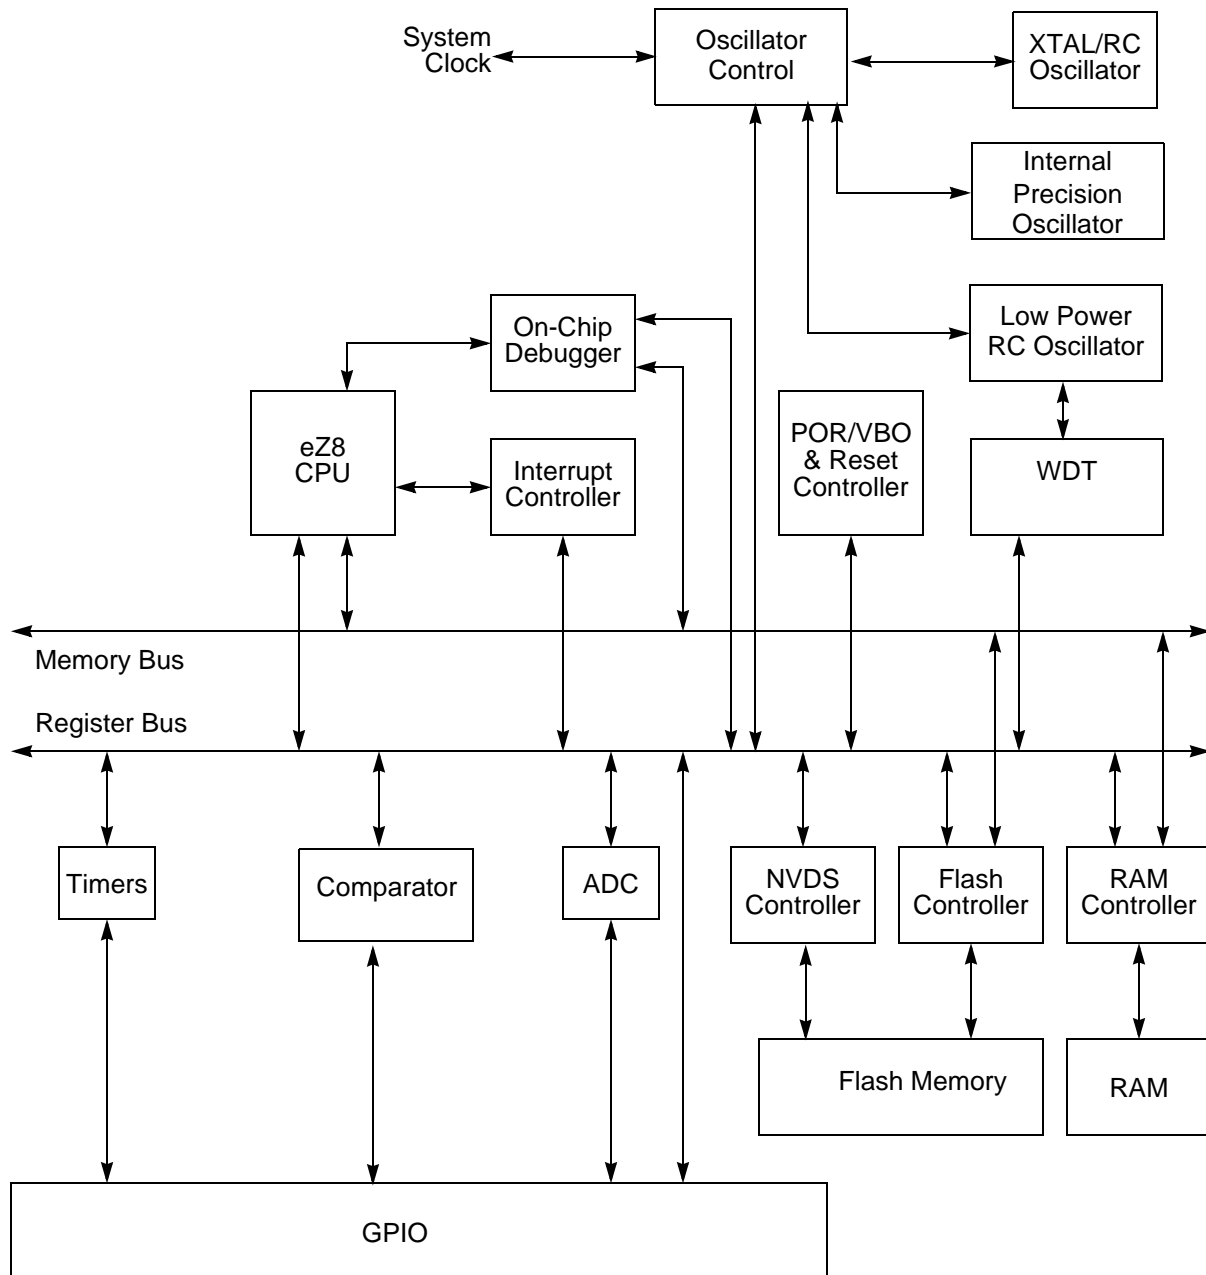 System
Clock
Oscillator
Control
XTAL/RC
Oscillator
Internal
Precision
Oscillator
On-Chip
Debugger
Low Power
RC Oscillator
eZ8
CPU
Interrupt
Controller
POR/VBO
& Reset
Controller
WDT
Memory Bus
Register Bus
Timers
Comparator
ADC
NVDS
Controller
Flash
Controller
RAM
Controller
Flash Memory
RAM
GPIO